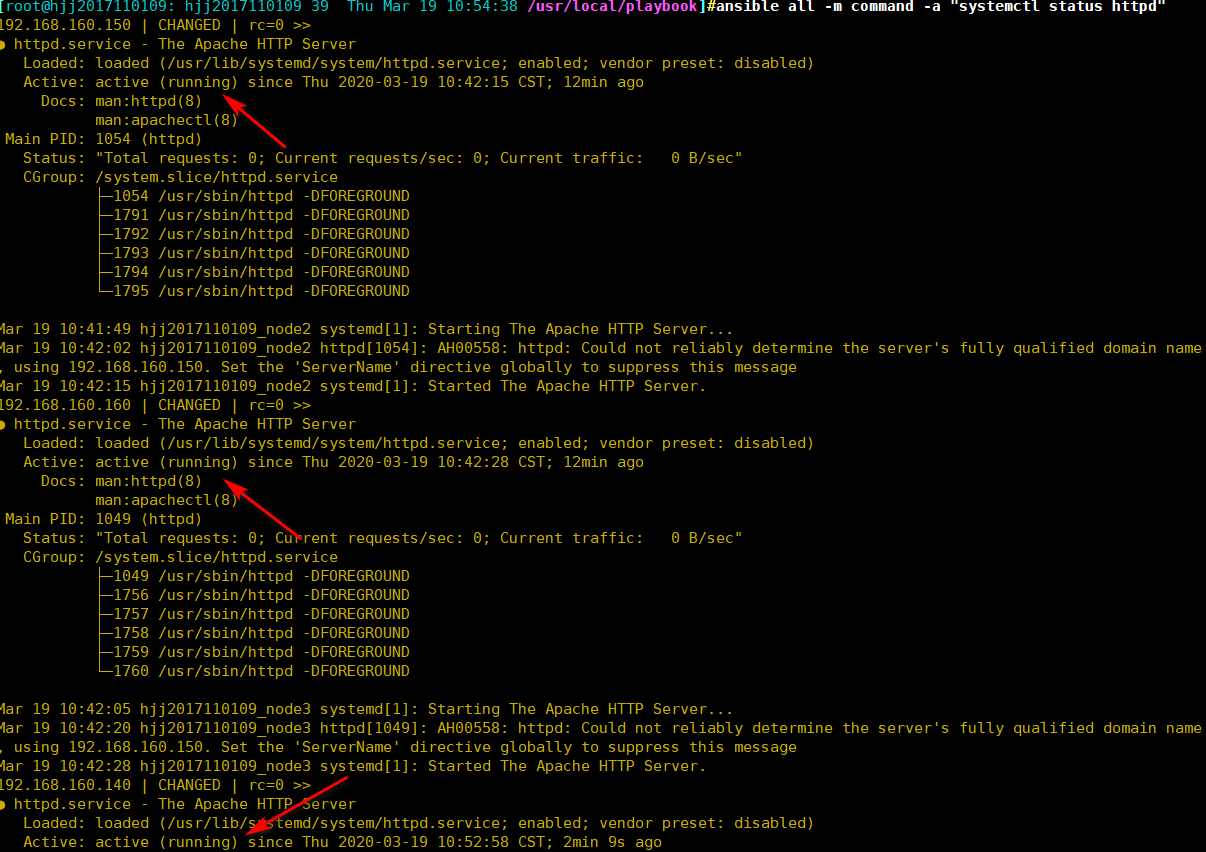 [root@hjj2017110109: hjj2017110109 39  Thu Mar 19 10:54:38 /usr/local/playbook]#ansible all -m command -a "systemctl status httpd"
192.168.160.150 | CHANGED | rc=0 >>
● httpd.service - The Apache HTTP Server
   Loaded: loaded (/usr/lib/systemd/system/httpd.service; enabled; vendor preset: disabled)
   Active: active (running) since Thu 2020-03-19 10:42:15 CST; 12min ago
     Docs: man:httpd(8)
           man:apachectl(8)
 Main PID: 1054 (httpd)
   Status: "Total requests: 0; Current requests/sec: 0; Current traffic:   0 B/sec"
   CGroup: /system.slice/httpd.service
           ├─1054 /usr/sbin/httpd -DFOREGROUND
           ├─1791 /usr/sbin/httpd -DFOREGROUND
           ├─1792 /usr/sbin/httpd -DFOREGROUND
           ├─1793 /usr/sbin/httpd -DFOREGROUND
           ├─1794 /usr/sbin/httpd -DFOREGROUND
           └─1795 /usr/sbin/httpd -DFOREGROUND
Mar 19 10:41:49 hjj2017110109_node2 systemd[1]: Starting The Apache HTTP Server...
Mar 19 10:42:02 hjj2017110109_node2 httpd[1054]: AH00558: httpd: Could not reliably determine the server's fully qualified domain name
, using 192.168.160.150. Set the 'ServerName' directive globally to suppress this message
Mar 19 10:42:15 hjj2017110109_node2 systemd[1]: Started The Apache HTTP Server.
192.168.160.160 | CHANGED | rc=0 >>
● httpd.service - The Apache HTTP Server
   Loaded: loaded (/usr/lib/systemd/system/httpd.service; enabled; vendor preset: disabled)
   Active: active (running) since Thu 2020-03-19 10:42:28 CST; 12min ago
     Docs: man:httpd(8)
           man:apachectl(8)
 Main PID: 1049 (httpd)
   Status: "Total requests: 0; Current requests/sec: 0; Current traffic:   0 B/sec"
   CGroup: /system.slice/httpd.service
           ├─1049 /usr/sbin/httpd -DFOREGROUND
           ├─1756 /usr/sbin/httpd -DFOREGROUND
           ├─1757 /usr/sbin/httpd -DFOREGROUND
           ├─1758 /usr/sbin/httpd -DFOREGROUND
           ├─1759 /usr/sbin/httpd -DFOREGROUND
           └─1760 /usr/sbin/httpd -DFOREGROUND
Mar 19 10:42:05 hjj2017110109_node3 systemd[1]: Starting The Apache HTTP Server...
Mar 19 10:42:20 hjj2017110109_node3 httpd[1049]: AH00558: httpd: Could not reliably determine the server's fully qualified domain name
, using 192.168.160.150. Set the 'ServerName' directive globally to suppress this message
Mar 19 10:42:28 hjj2017110109_node3 systemd[1]: Started The Apache HTTP Server.
192.168.160.140 | CHANGED | rc=0 >>
● httpd.service - The Apache HTTP Server
   Loaded: loaded (/usr/lib/systemd/system/httpd.service; enabled; vendor preset: disabled)
   Active: active (running) since Thu 2020-03-19 10:52:58 CST; 2min 9s ago